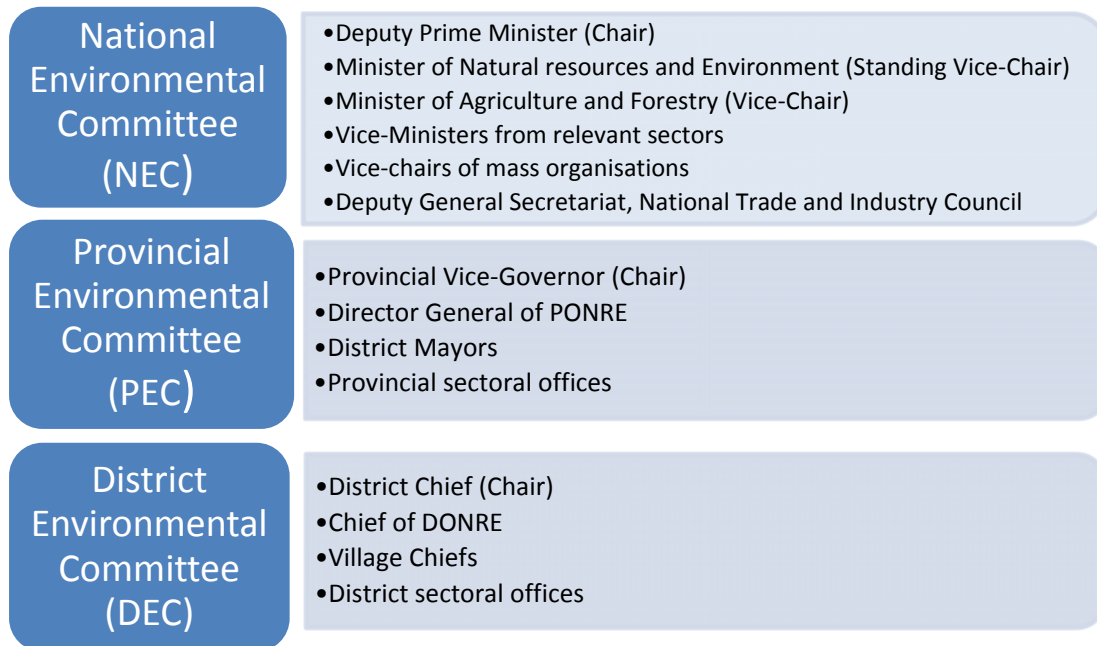 National
Environmental
Committee
(NEC)
•Deputy Prime Minister (Chair)
•Minister of Natural resources and Environment (Standing Vice-Chair)
•Minister of Agriculture and Forestry (Vice-Chair)
•Vice-Ministers from relevant sectors
•Vice-chairs of mass organisations
•Deputy General Secretariat, National Trade and Industry Council
Provincial
Environmental
Committee
(PEC)
•Provincial Vice-Governor (Chair)
•Director General of PONRE
•District Mayors
•Provincial sectoral offices
District
Environmental
Committee
(DEC)
•District Chief (Chair)
•Chief of DONRE
•Village Chiefs
•District sectoral offices